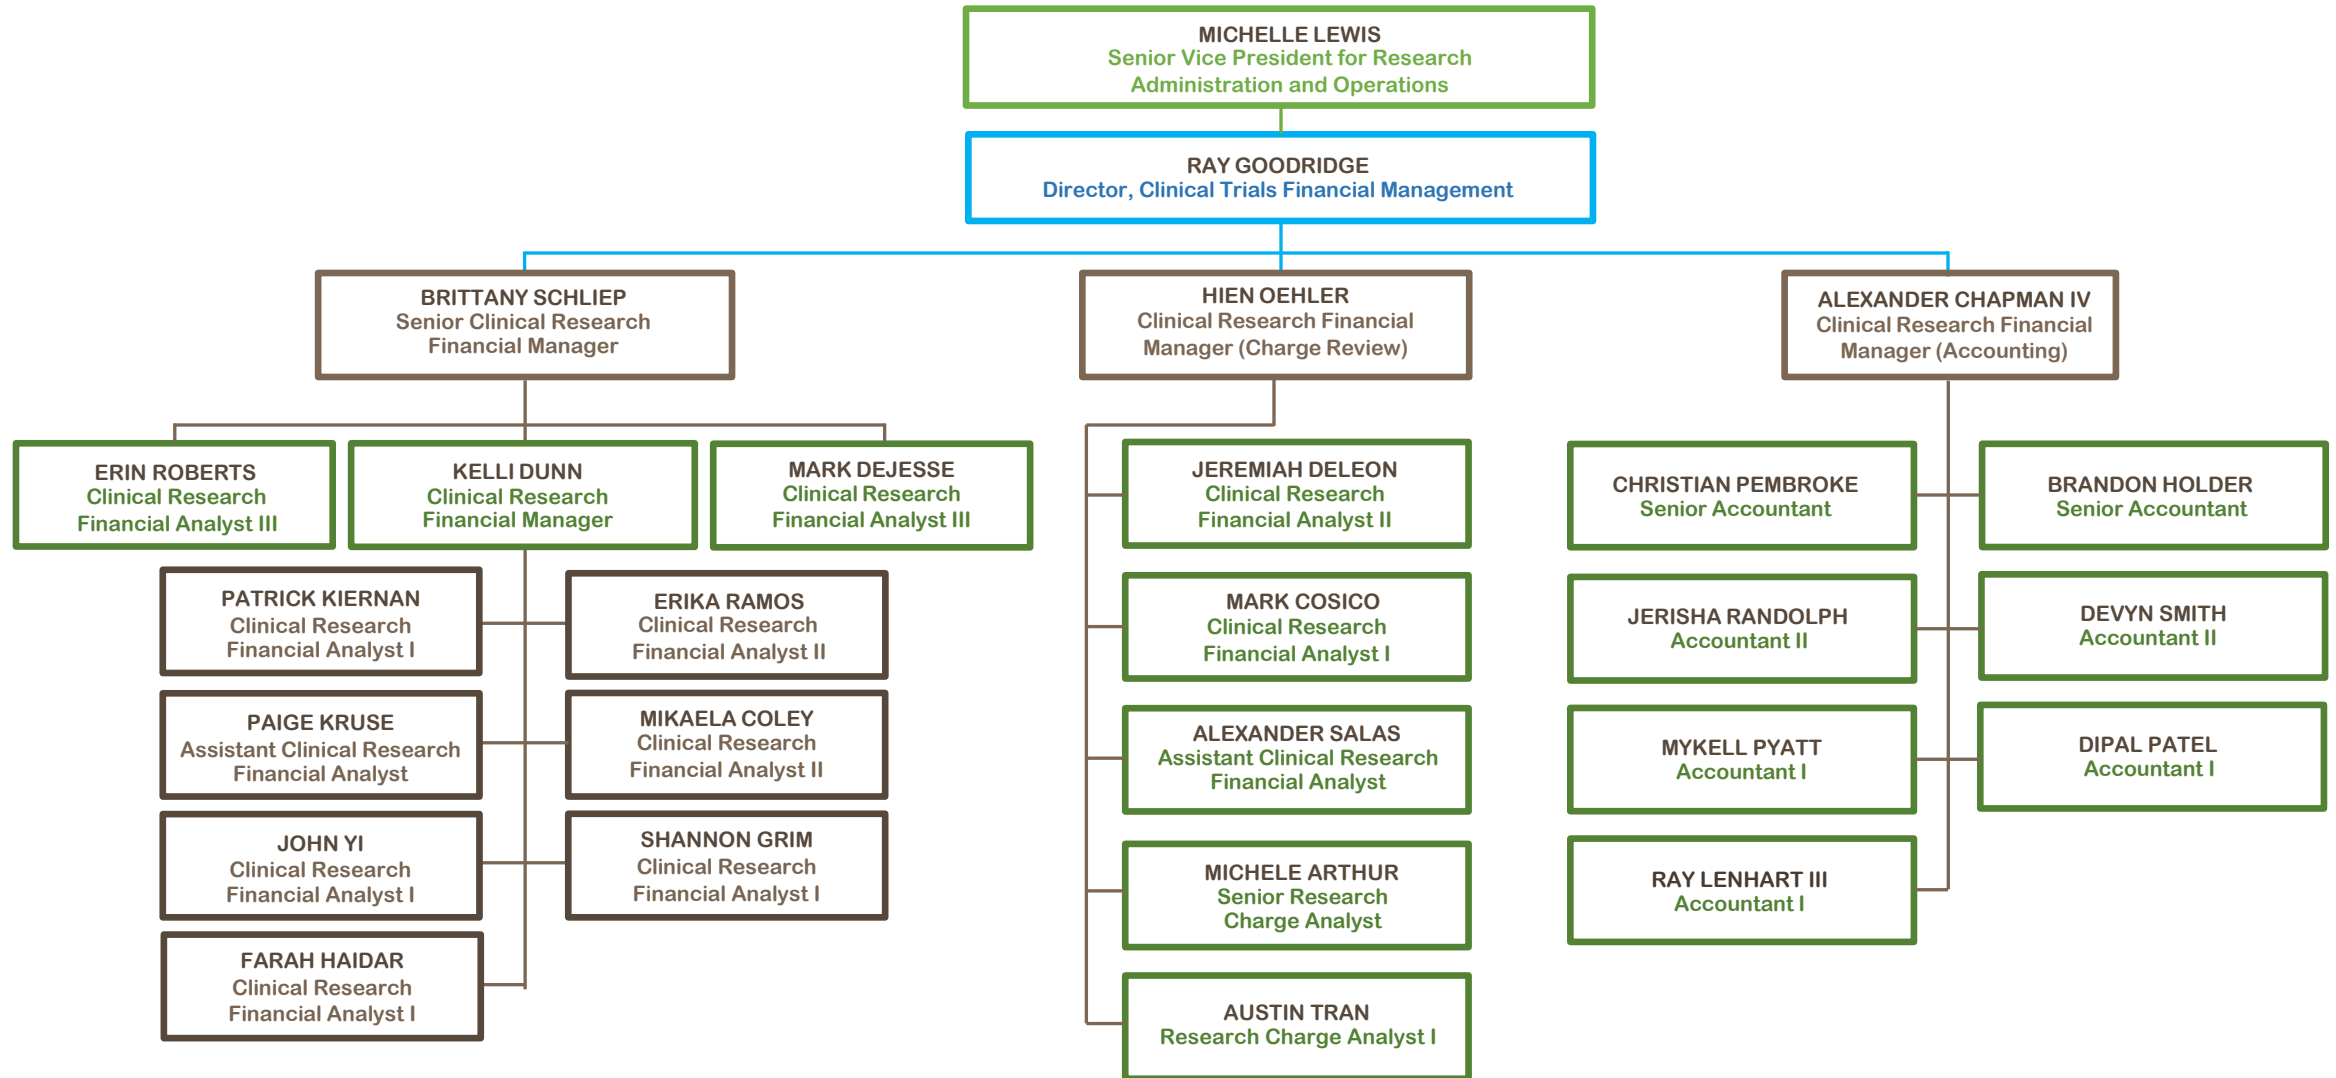 MICHELLE LEWIS
Senior Vice President for Research
Administration and Operations
RAY GOODRIDGE
Director, Clinical Trials Financial Management
BRITTANY SCHLIEP
Senior Clinical Research
Financial Manager
HIEN OEHLER
Clinical Research Financial
Manager (Charge Review)
ALEXANDER CHAPMAN IV
Clinical Research Financial
Manager (Accounting)
ERIN ROBERTS
Clinical Research
Financial Analyst III
KELLI DUNN
Clinical Research
Financial Manager
MARK DEJESSE
Clinical Research
Financial Analyst III
PATRICK KIERNAN
Clinical Research
Financial Analyst I
ERIKA RAMOS
Clinical Research
Financial Analyst II
PAIGE KRUSE
Assistant Clinical Research
Financial Analyst
MIKAELA COLEY
Clinical Research
Financial Analyst II
JOHN YI
Clinical Research
Financial Analyst I
SHANNON GRIM
Clinical Research
Financial Analyst I
FARAH HAIDAR
Clinical Research
Financial Analyst I
JEREMIAH DELEON
Clinical Research
Financial Analyst II
MARK COSICO
Clinical Research
Financial Analyst I
ALEXANDER SALAS
Assistant Clinical Research
Financial Analyst
MICHELE ARTHUR
Senior Research
Charge Analyst
AUSTIN TRAN
Research Charge Analyst I
CHRISTIAN PEMBROKE
Senior Accountant
BRANDON HOLDER
Senior Accountant
JERISHA RANDOLPH
Accountant II
DEVYN SMITH
Accountant II
MYKELL PYATT
Accountant I
DIPAL PATEL
Accountant I
RAY LENHART III
Accountant I